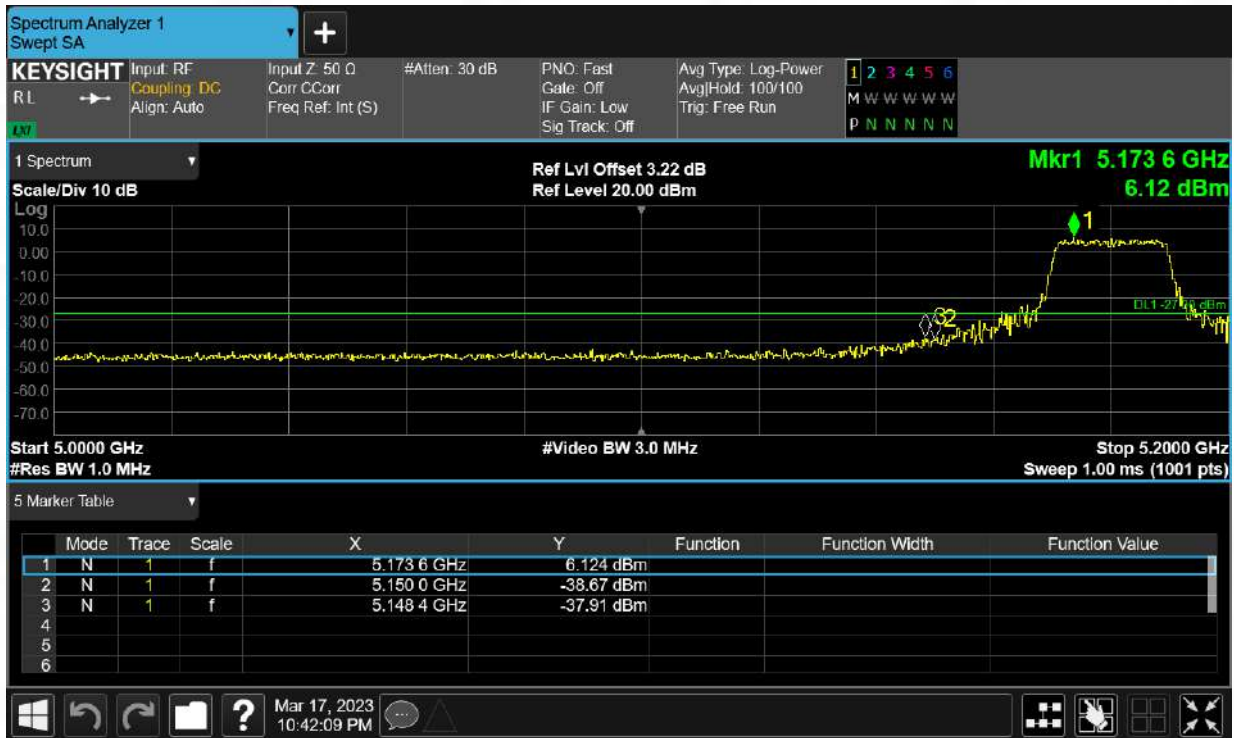 Spectrum Analyzer 1
Swept SA
+
KEYSIGHT
RL
LXI
Input: RF
Coupling: DC
Align: Auto
Input Z: 50 Ω
Corr CCorr
Freq Ref: Int (S)
#Atten: 30 dB
PNO: Fast
Gate: Off
IF Gain: Low
Sig Track: Off
Avg Type: Log-Power
Avg|Hold: 100/100
Trig: Free Run
1 2 3 4 5 6
M W W W W W
P N N N N N
1 Spectrum
Scale/Div 10 dB
Ref Lvl Offset 3.22 dB
Ref Level 20.00 dBm
Mkr1 5.173 6 GHz
6.12 dBm
Log
10.0
0.00
-10.0
-20.0
-30.0
-40.0
-50.0
-60.0
-70.0
1
32
Start 5.0000 GHz
#Video BW 3.0 MHz
Stop 5.2000 GHz
#Res BW 1.0 MHz
Sweep 1.00 ms (1001 pts)
5 Marker Table
Mode Trace Scale X Y Function Function Width Function Value
1 N 1 f 5.173 6 GHz 6.124 dBm
2 N 1 f 5.150 0 GHz -38.67 dBm
3 N 1 f 5.148 4 GHz -37.91 dBm
4
5
6
?
Mar 17, 2023
10:42:09 PM